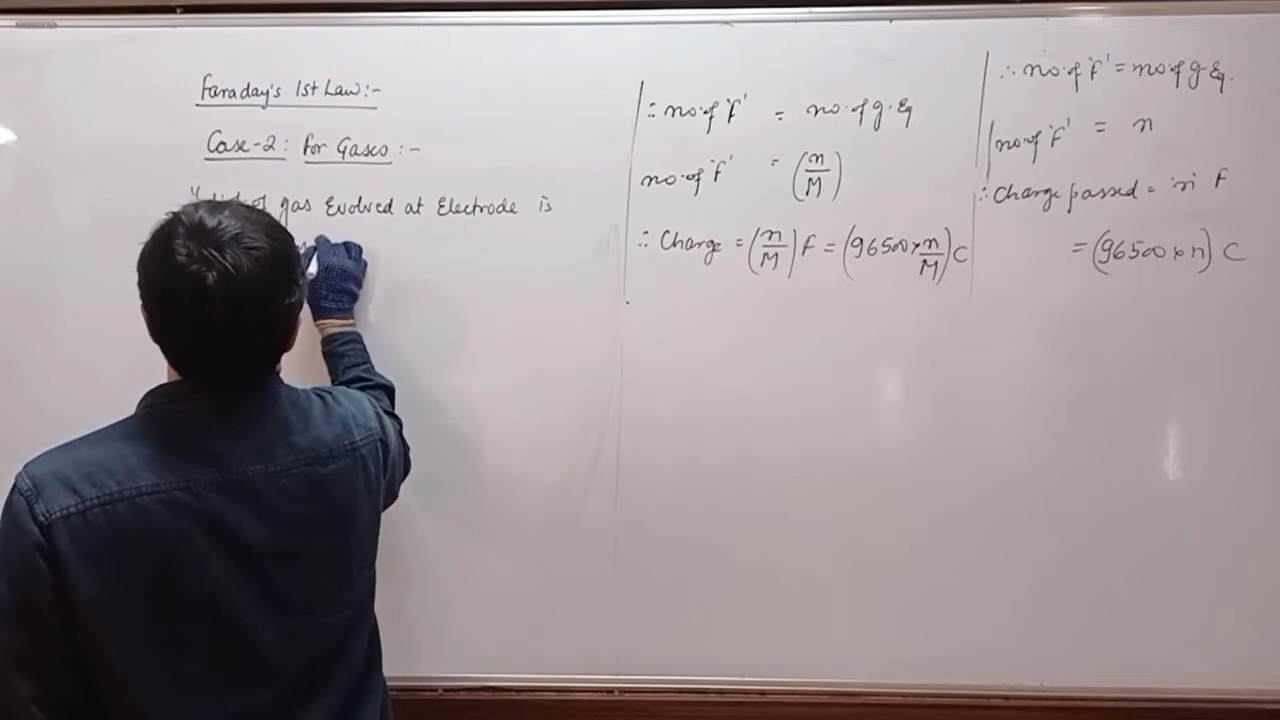 Faraday's 1st Law:-
Case-2: For Gases:-
gas Evolved at Electrode is
∴ no. of 'F' = no. of g. Eq
no. of 'F' = (n/M)
∴ Charge = (n/M) F = (96500 × n/M) C
∴ no. of 'F' = no. of g. Eq.
no. of 'F' = n
∴ Charge passed = 'n' F
= (96500 × n) C